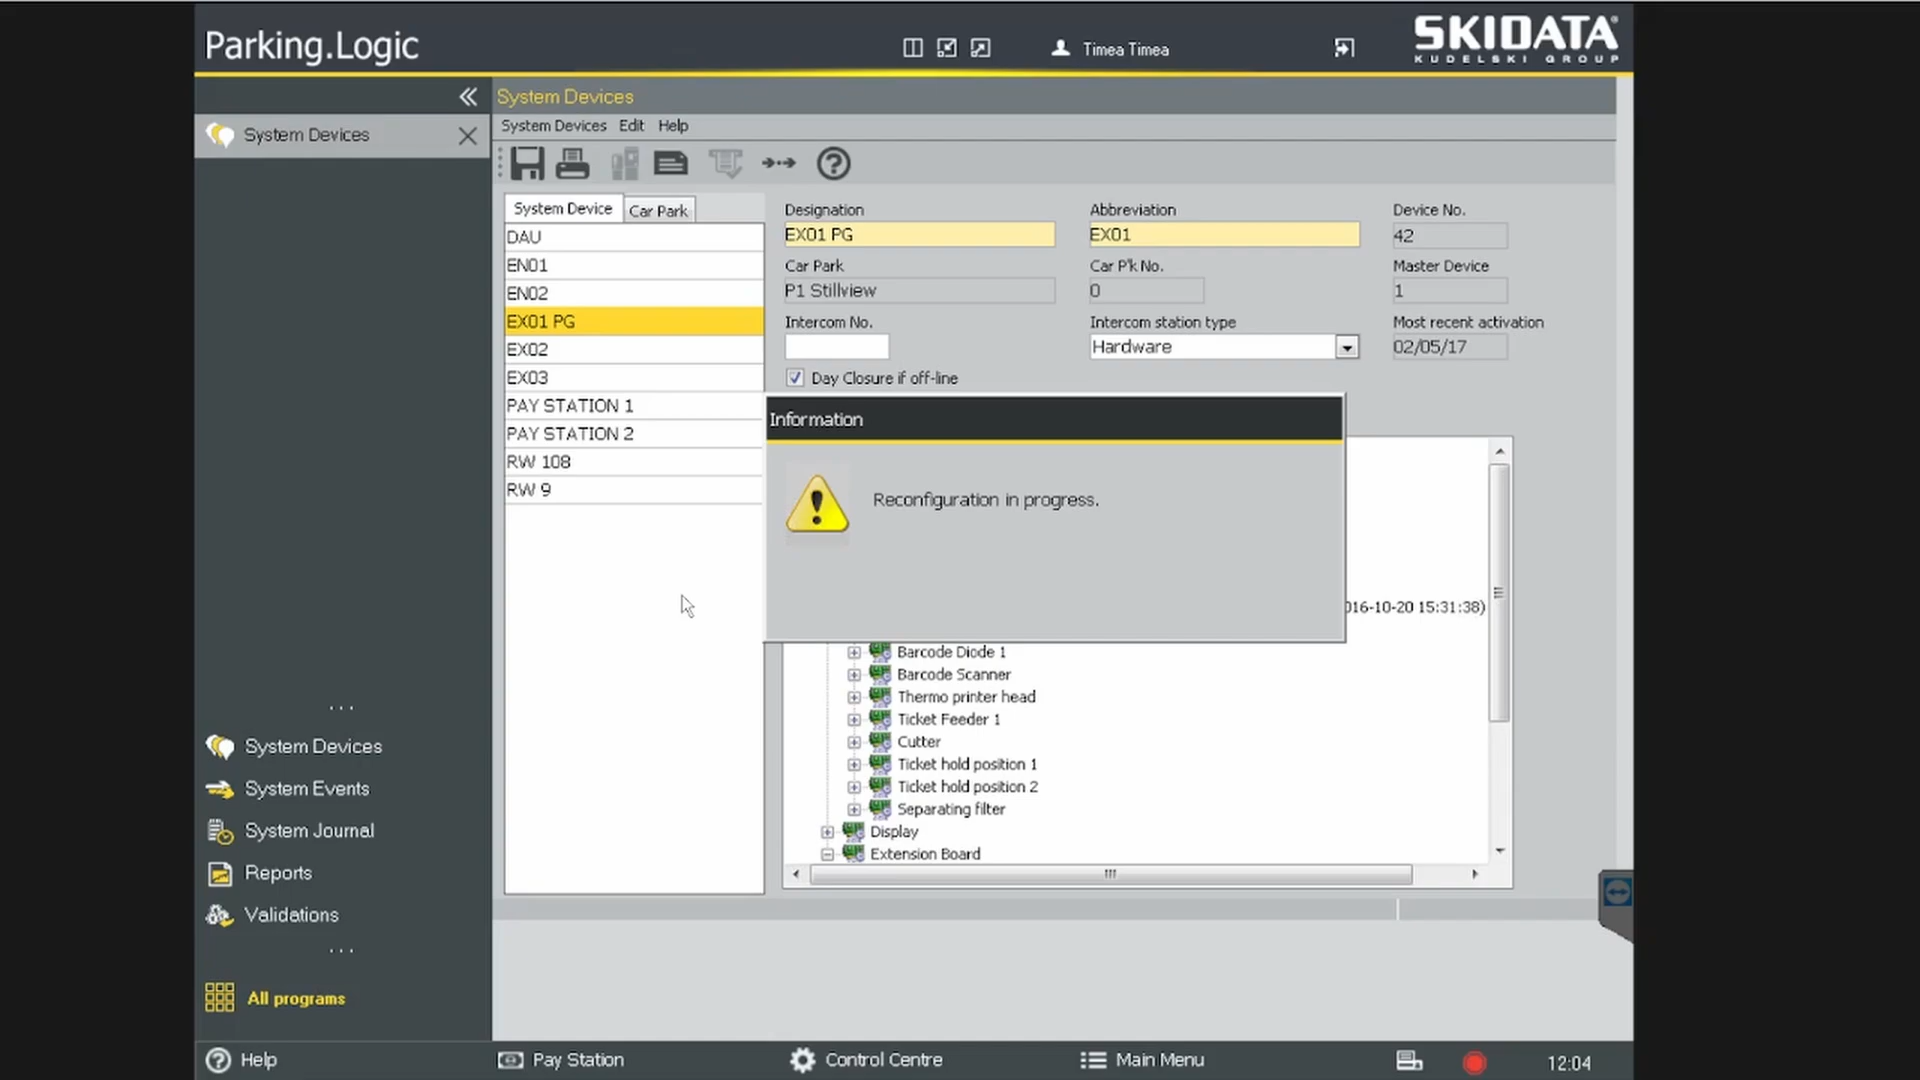 Parking.Logic
Timea Timea
SKIDATA
KUDELSKI GROUP
System Devices
System Devices
System Devices Edit Help
System Device Car Park
DAU
EN01
EN02
EX01 PG
EX02
EX03
PAY STATION 1
PAY STATION 2
RW 108
RW 9
Designation Abbreviation Device No.
EX01 PG EX01 42
Car Park Car P'k No. Master Device
P1 Stillview 0 1
Intercom No. Intercom station type Most recent activation
Hardware 02/05/17
Day Closure if off-line
Information
Reconfiguration in progress.
016-10-20 15:31:38)
Barcode Diode 1
Barcode Scanner
Thermo printer head
Ticket Feeder 1
Cutter
Ticket hold position 1
Ticket hold position 2
Separating filter
Display
Extension Board
...
System Devices
System Events
System Journal
Reports
Validations
...
All programs
Help Pay Station Control Centre Main Menu 12:04